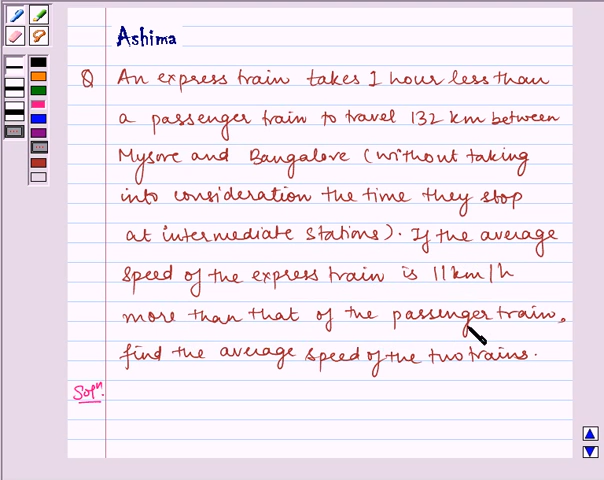 Ashima
Q An express train takes 1 hour less than
a passenger train to travel 132 km between
Mysore and Bangalore (without taking
into consideration the time they stop
at intermediate stations). If the average
speed of the express train is 11km/h
more than that of the passenger train,
find the average speed of the two trains.
Solⁿ.